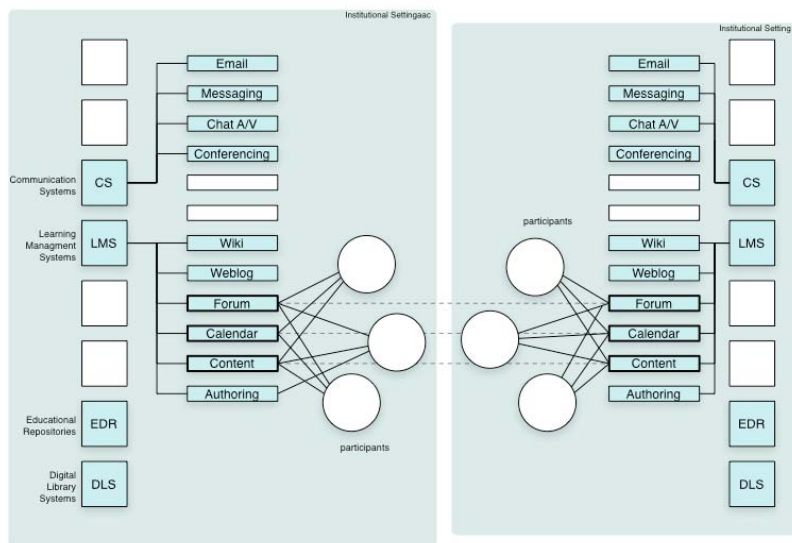 Institutional Settingaac
Email
Messaging
Chat A/V
Conferencing
Communication
Systems
CS
Learning
Managment
Systems
LMS
Wiki
Weblog
Forum
Calendar
Content
Authoring
participants
Educational
Repositories
EDR
Digital
Library
Systems
DLS
Institutional Setting
Email
Messaging
Chat A/V
Conferencing
CS
participants
Wiki
LMS
Weblog
Forum
Calendar
Content
Authoring
EDR
DLS